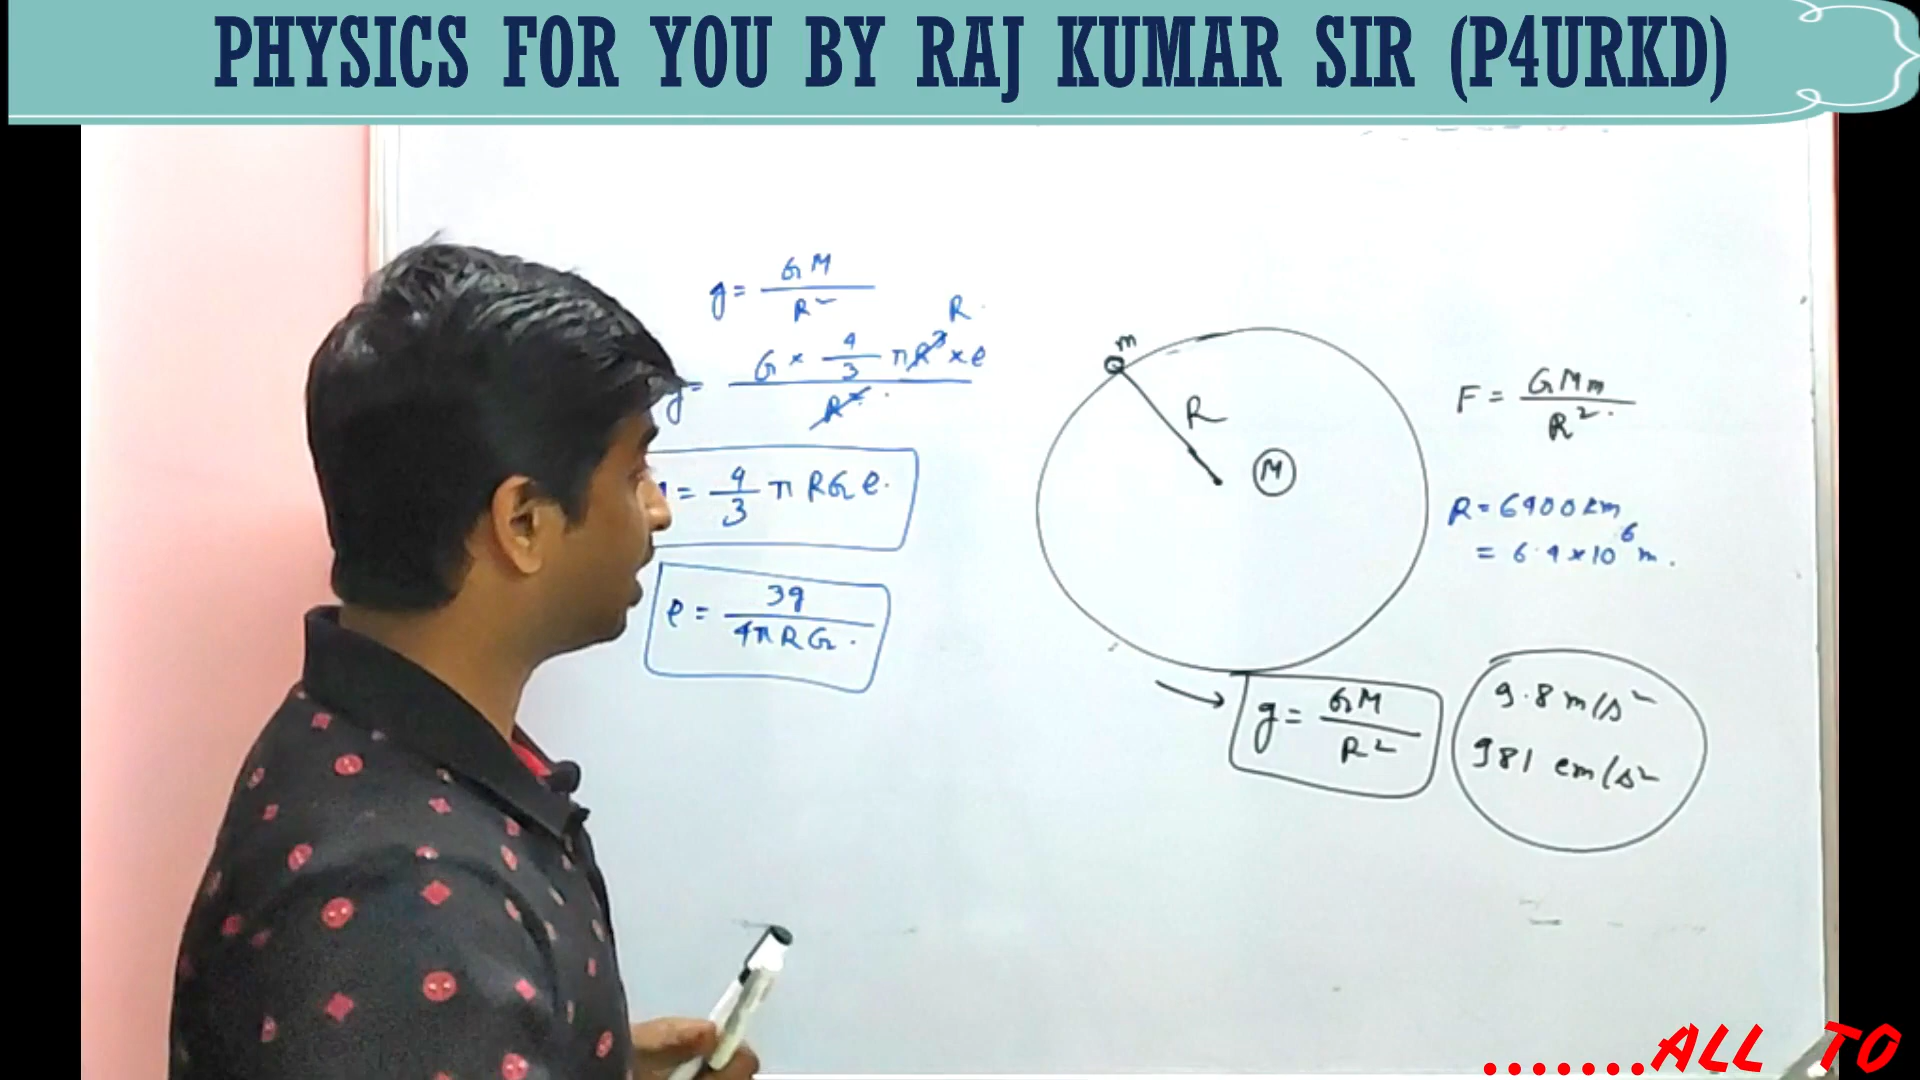 PHYSICS FOR YOU BY RAJ KUMAR SIR (P4URKD)
g = GM / R²
R
g = G × 4/3 πR³ × ρ / R²
= 4/3 π R G ρ.
ρ = 3g / 4πRG.
m
R
M
F = GMm / R²
R = 6400 km
= 6.4 × 10⁶ m.
g = GM / R²
9.8 m/s²
981 cm/s²
.......ALL TO